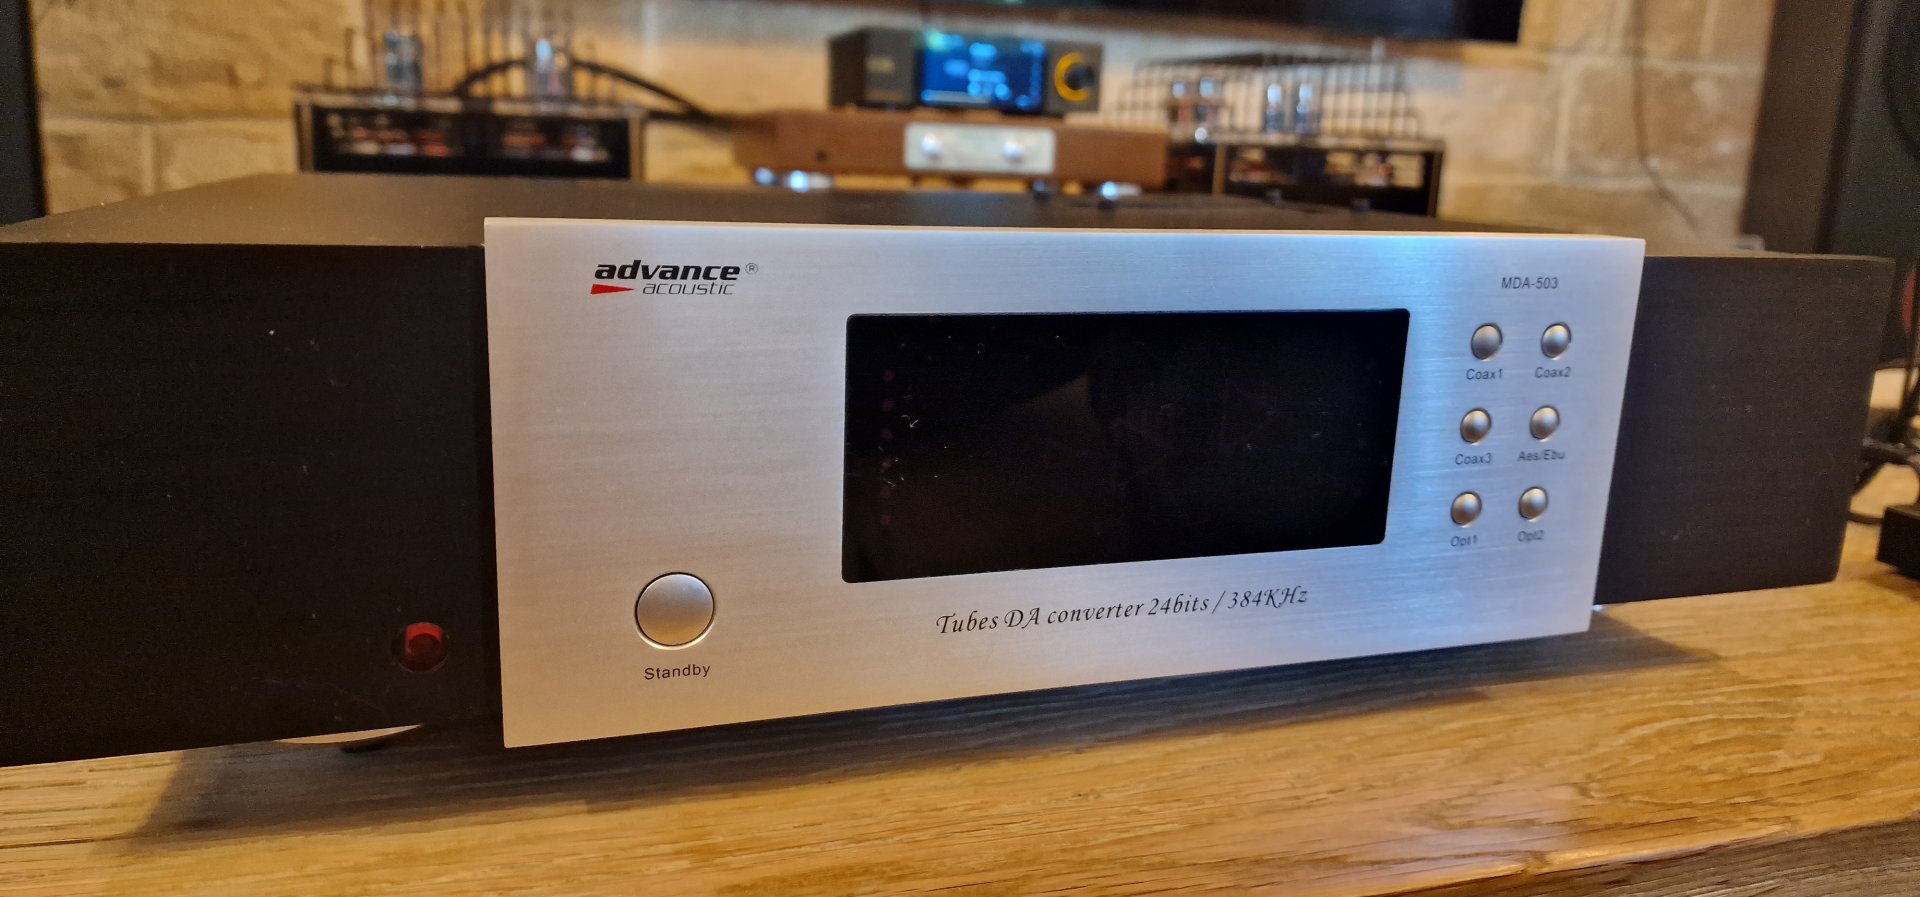 advance®
acoustic
MDA-503
Coax1 Coax2
Coax3 Aes/Ebu
Opt1 Opt2
Tubes DA converter 24bits / 384KHz
Standby